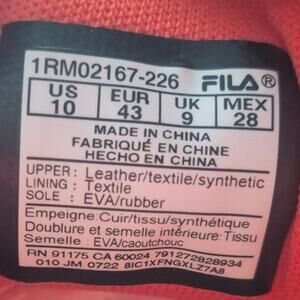 1RM02167-226 FILA®
US EUR UK MEX
10 43 9 28
MADE IN CHINA
FABRIQUÉ EN CHINE
HECHO EN CHINA
UPPER : Leather/textile/synthetic
LINING : Textile
SOLE : EVA/rubber
Empeigne:Cuir/tissu/synthétique
Doublure et semelle intérieure:Tissu
Semelle : EVA/caoutchouc
RN 91175 CA 60024 791272828934
010 JM 0722 8IC1XFNGXLZ7A8